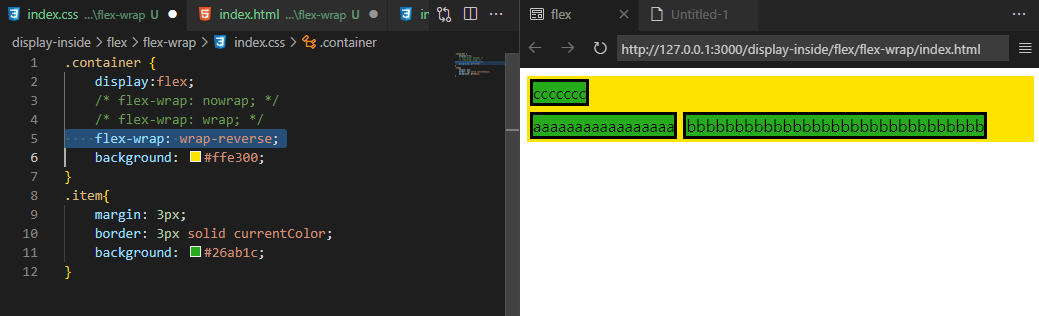 index.css ...\flex-wrap U index.html ...\flex-wrap U
display-inside > flex > flex-wrap > index.css > .container
1 .container {
2 display:flex;
3 /* flex-wrap: nowrap; */
4 /* flex-wrap: wrap; */
5 flex-wrap: wrap-reverse;
6 background: #ffe300;
7 }
8 .item{
9 margin: 3px;
10 border: 3px solid currentColor;
11 background: #26ab1c;
12 }
flex Untitled-1
http://127.0.0.1:3000/display-inside/flex/flex-wrap/index.html
ccccccc
aaaaaaaaaaaaaaaaa bbbbbbbbbbbbbbbbbbbbbbbbbbbbbbb